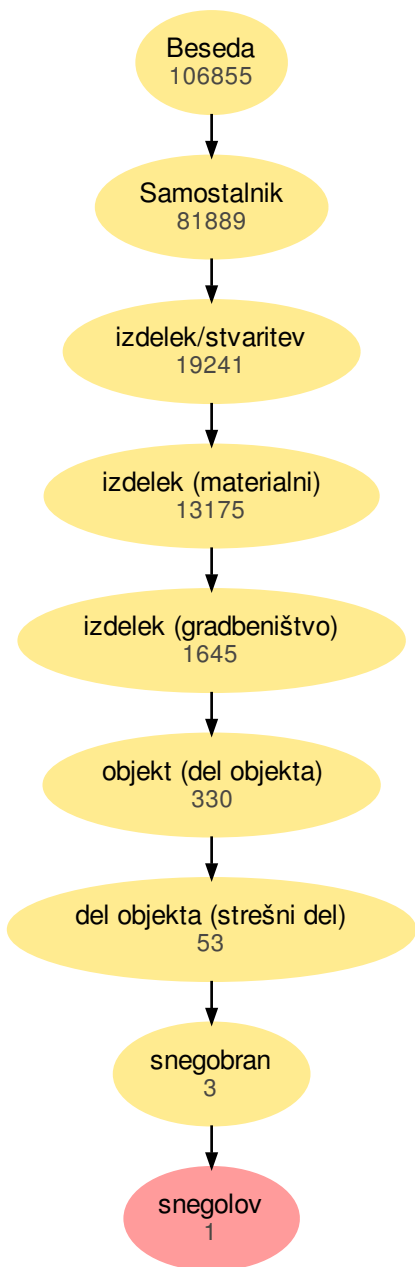 Beseda
106855
Samostalnik
81889
izdelek/stvaritev
19241
izdelek (materialni)
13175
izdelek (gradbeništvo)
1645
objekt (del objekta)
330
del objekta (strešni del)
53
snegobran
3
snegolov
1